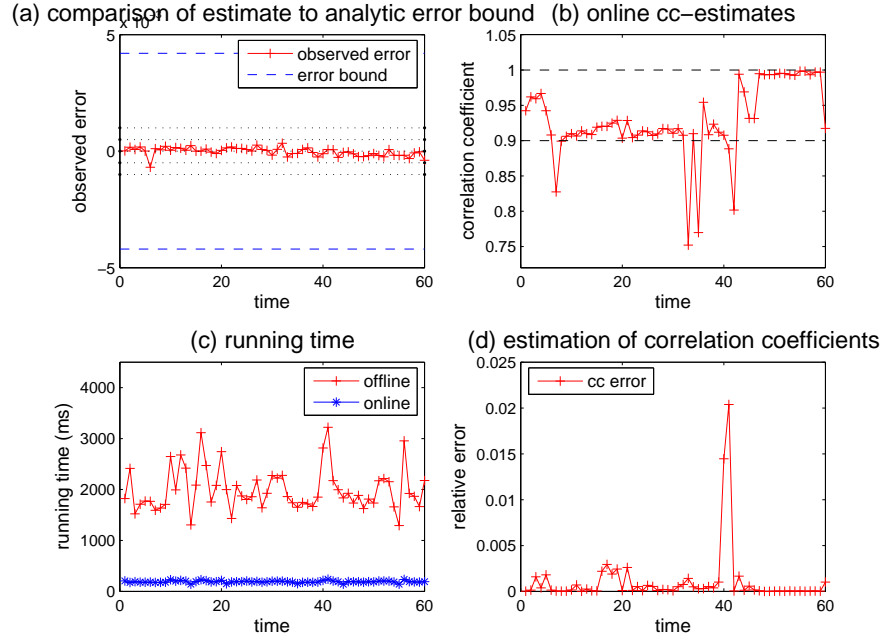 (a) comparison of estimate to analytic error bound
5
0
−5
0
20
40
60
time
observed error
observed error
error bound
(b) online cc−estimates
1.05
1
0.95
0.9
0.85
0.8
0.75
0
20
40
60
time
correlation coefficient
(c) running time
4000
3000
2000
1000
0
0
20
40
60
time
running time (ms)
offline
online
(d) estimation of correlation coefficients
0.025
0.02
0.015
0.01
0.005
0
0
20
40
60
time
relative error
cc error